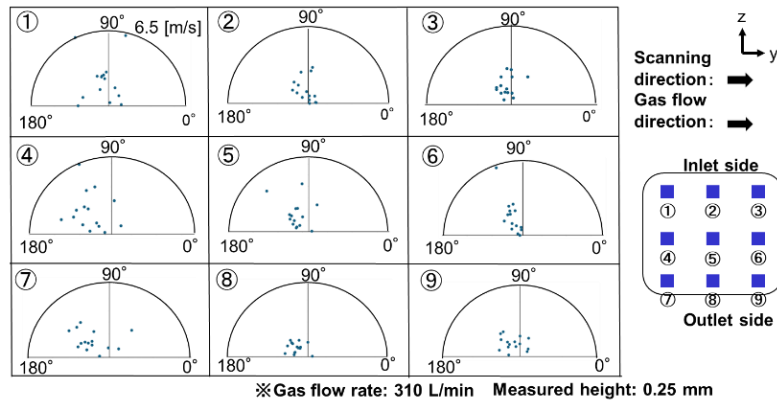 ① 90° 6.5 [m/s] 180° 0°
② 90° 180° 0°
③ 90° 180° 0°
④ 90° 180° 0°
⑤ 90° 180° 0°
⑥ 90° 180° 0°
⑦ 90° 180° 0°
⑧ 90° 180° 0°
⑨ 90° 180° 0°
z
y
Scanning
direction:
Gas flow
direction:
Inlet side
① ② ③
④ ⑤ ⑥
⑦ ⑧ ⑨
Outlet side
※Gas flow rate: 310 L/min Measured height: 0.25 mm